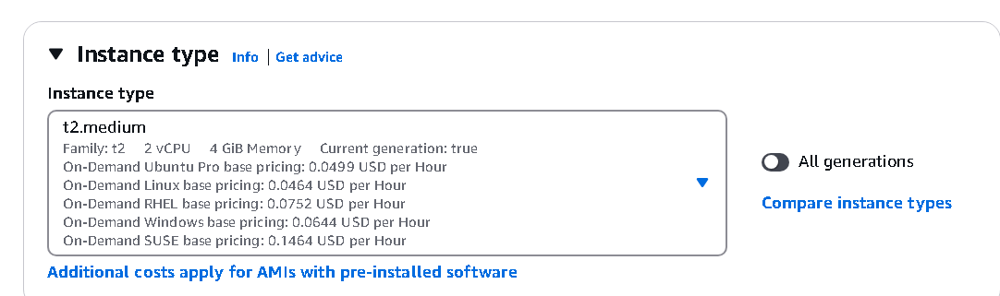 Instance type Info | Get advice
Instance type
t2.medium
Family: t2 2 vCPU 4 GiB Memory Current generation: true
On-Demand Ubuntu Pro base pricing: 0.0499 USD per Hour
On-Demand Linux base pricing: 0.0464 USD per Hour
On-Demand RHEL base pricing: 0.0752 USD per Hour
On-Demand Windows base pricing: 0.0644 USD per Hour
On-Demand SUSE base pricing: 0.1464 USD per Hour
All generations
Compare instance types
Additional costs apply for AMIs with pre-installed software